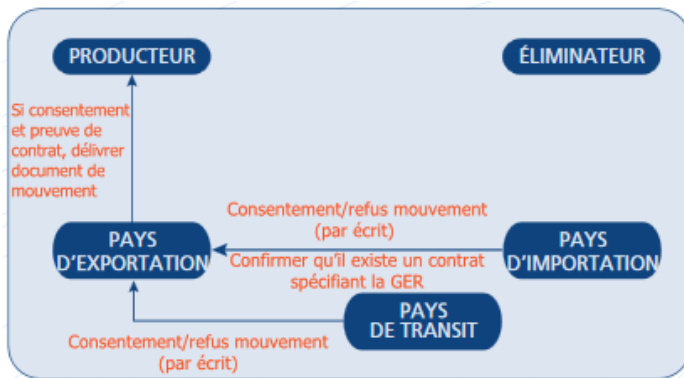 PRODUCTEUR
ÉLIMINATEUR
Si consentement
et preuve de
contrat, délivrer
document de
mouvement
Consentement/refus mouvement
(par écrit)
PAYS
D'EXPORTATION
Confirmer qu'il existe un contrat
spécifiant la GER
PAYS
D'IMPORTATION
PAYS
DE TRANSIT
Consentement/refus mouvement
(par écrit)